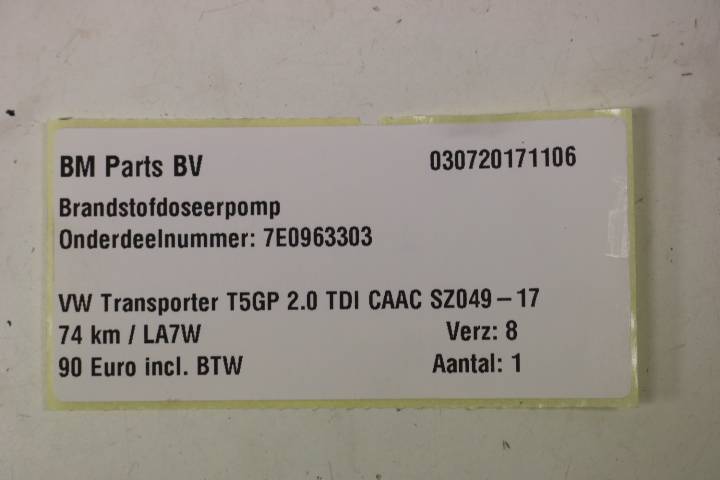 BM Parts BV 030720171106
Brandstofdoseerpomp
Onderdeelnummer: 7E0963303
VW Transporter T5GP 2.0 TDI CAAC SZ049-17
74 km / LA7W Verz: 8
90 Euro incl. BTW Aantal: 1